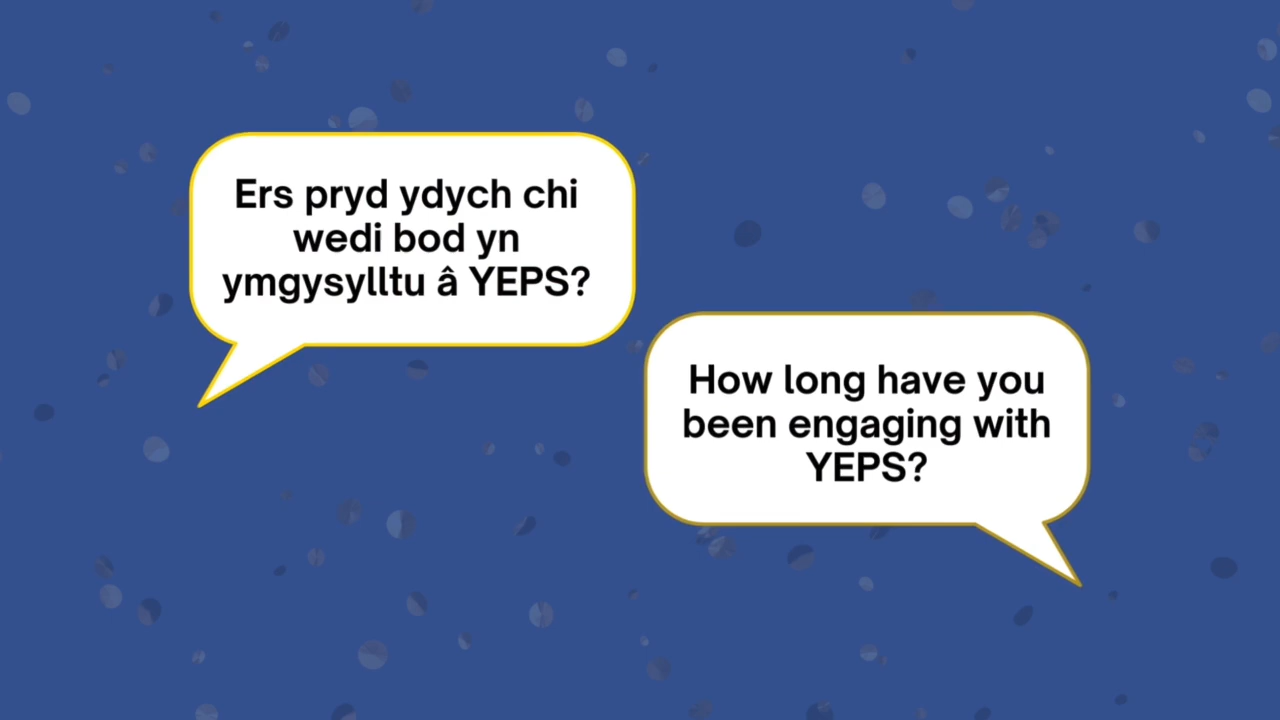 Ers pryd ydych chi
wedi bod yn
ymgysylltu â YEPS?
How long have you
been engaging with
YEPS?